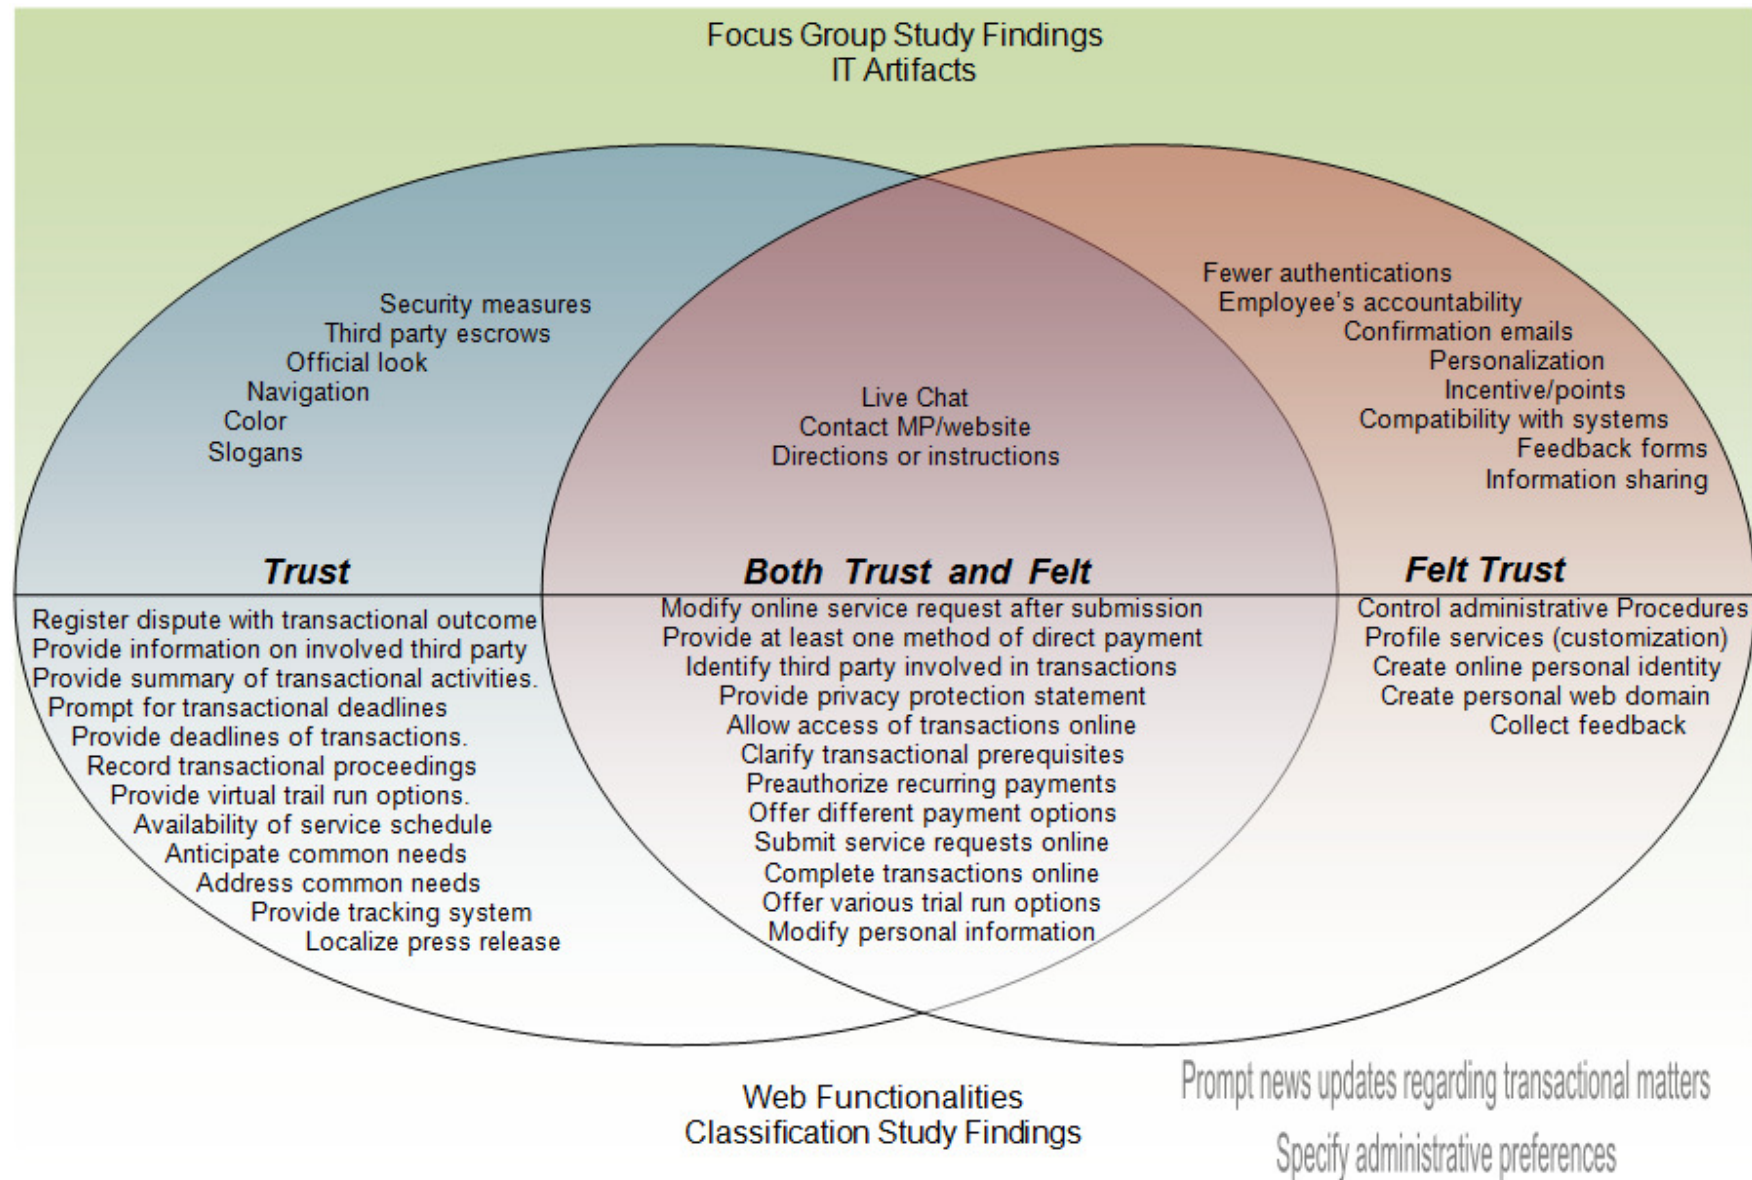 Focus Group Study Findings
IT Artifacts
Security measures
Third party escrows
Official look
Navigation
Color
Slogans
Live Chat
Contact MP/website
Directions or instructions
Fewer authentications
Employee’s accountability
Confirmation emails
Personalization
Incentive/points
Compatibility with systems
Feedback forms
Information sharing
Trust
Both Trust and Felt
Felt Trust
Register dispute with transactional outcome
Provide information on involved third party
Provide summary of transactional activities.
Prompt for transactional deadlines
Provide deadlines of transactions.
Record transactional proceedings
Provide virtual trail run options.
Availability of service schedule
Anticipate common needs
Address common needs
Provide tracking system
Localize press release
Modify online service request after submission
Provide at least one method of direct payment
Identify third party involved in transactions
Provide privacy protection statement
Allow access of transactions online
Clarify transactional prerequisites
Preauthorize recurring payments
Offer different payment options
Submit service requests online
Complete transactions online
Offer various trial run options
Modify personal information
Control administrative Procedures
Profile services (customization)
Create online personal identity
Create personal web domain
Collect feedback
Web Functionalities
Classification Study Findings
Prompt news updates regarding transactional matters
Specify administrative preferences